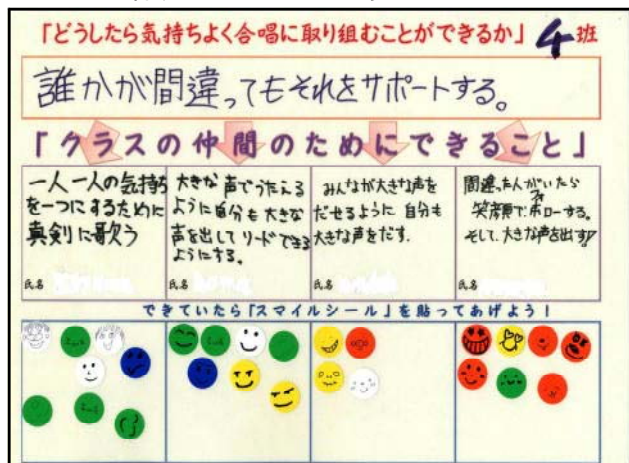 「どうしたら気持ちよく合唱に取り組むことができるか」 4班
誰かが間違ってもそれをサポートする。
「クラスの仲間のためにできること」
一人一人の気持ち
を一つにするために
真剣に歌う
氏名
大きな声でうたえる
ように自分も大きな
声を出してリードできる
ようにする。
氏名
みんなが大きな声を
だせるように自分も
大きな声をだす。
氏名
間違った人がいたら
笑顔でフォローする。
そして、大きな声を出す!!
氏名
できていたら「スマイルシール」を貼ってあげよう!